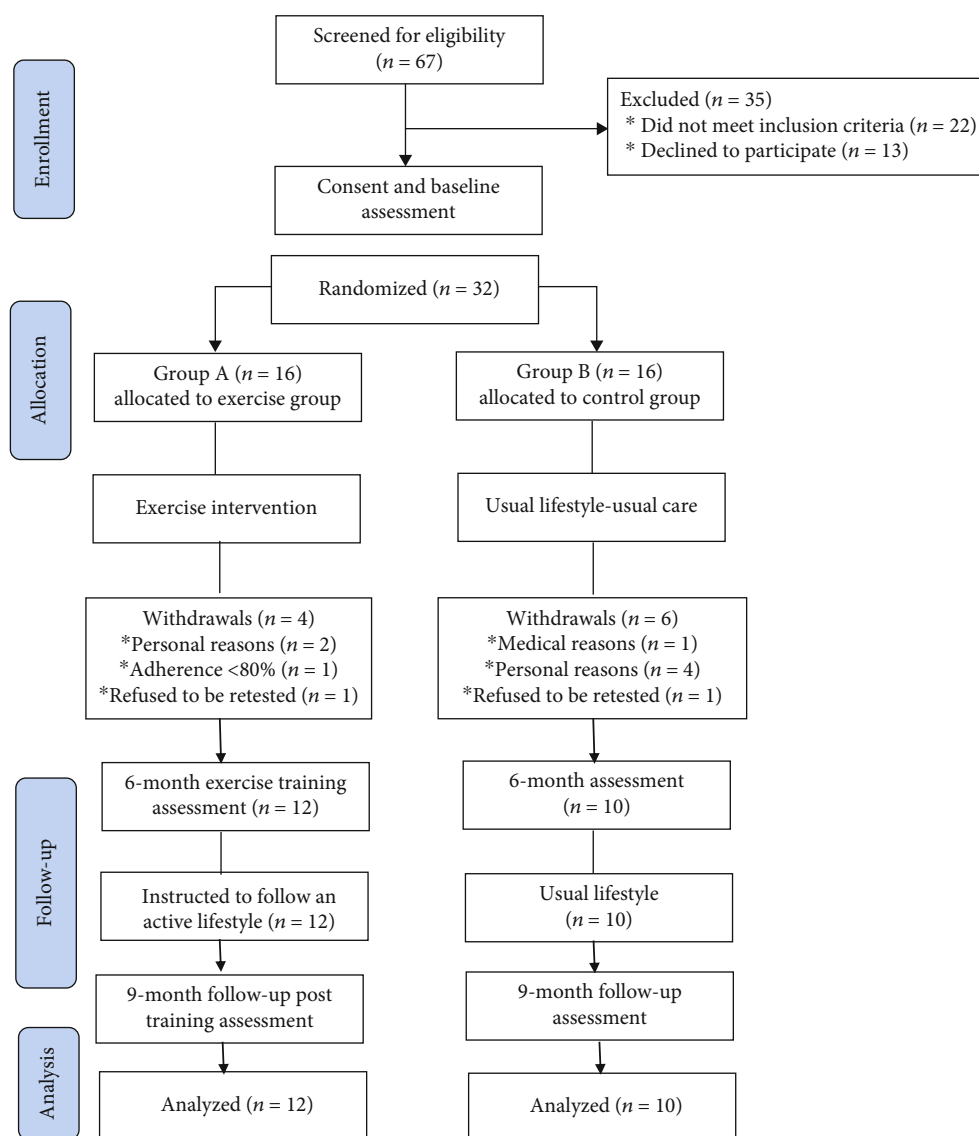 Screened for eligibility
(n = 67)
Enrollment
Excluded (n = 35)
* Did not meet inclusion criteria (n = 22)
* Declined to participate (n = 13)
Consent and baseline
assessment
Randomized (n = 32)
Allocation
Group A (n = 16)
allocated to exercise group
Group B (n = 16)
allocated to control group
Exercise intervention
Usual lifestyle-usual care
Withdrawals (n = 4)
*Personal reasons (n = 2)
*Adherence <80% (n = 1)
*Refused to be retested (n = 1)
Withdrawals (n = 6)
*Medical reasons (n = 1)
*Personal reasons (n = 4)
*Refused to be retested (n = 1)
Follow-up
6-month exercise training
assessment (n = 12)
6-month assessment
(n = 10)
Instructed to follow an
active lifestyle (n = 12)
Usual lifestyle
(n = 10)
9-month follow-up post
training assessment
9-month follow-up
assessment
Analysis
Analyzed (n = 12)
Analyzed (n = 10)